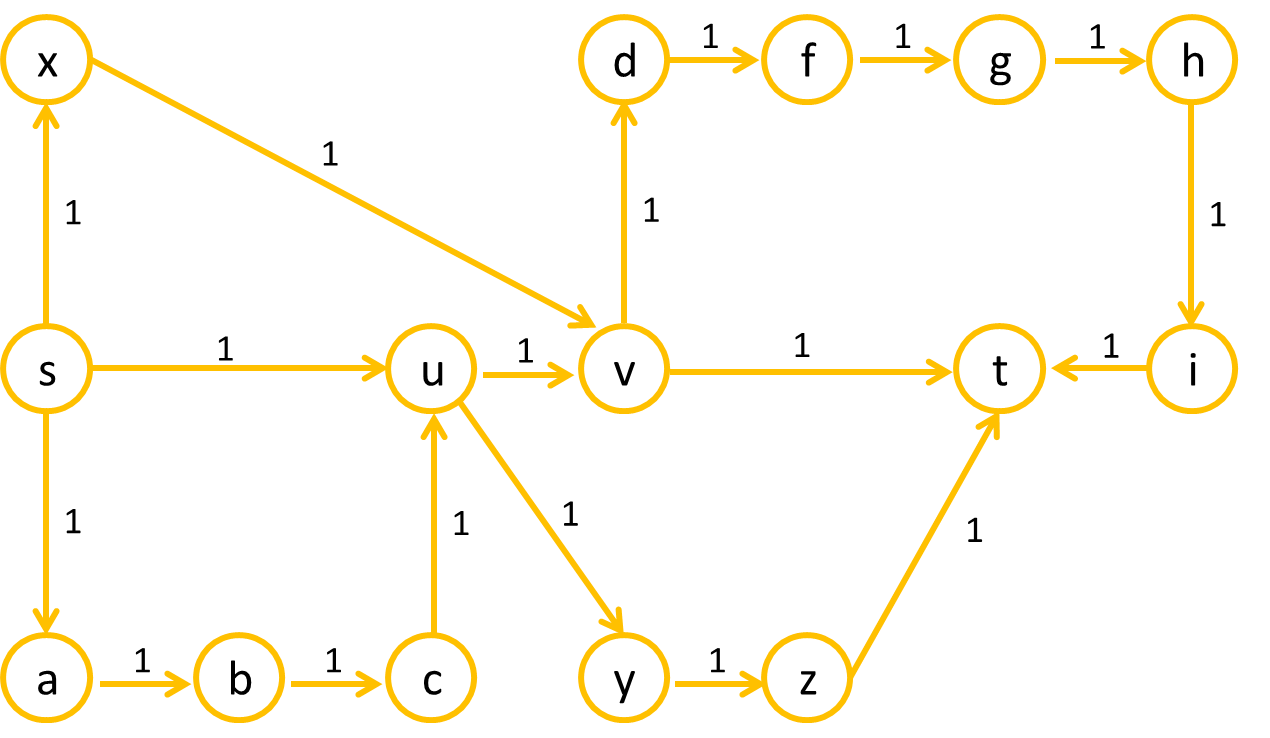 x
d 1 f 1 g 1 h
1
1 1 1
s 1 u 1 v 1 t 1 i
1 1 1 1
a 1 b 1 c y 1 z